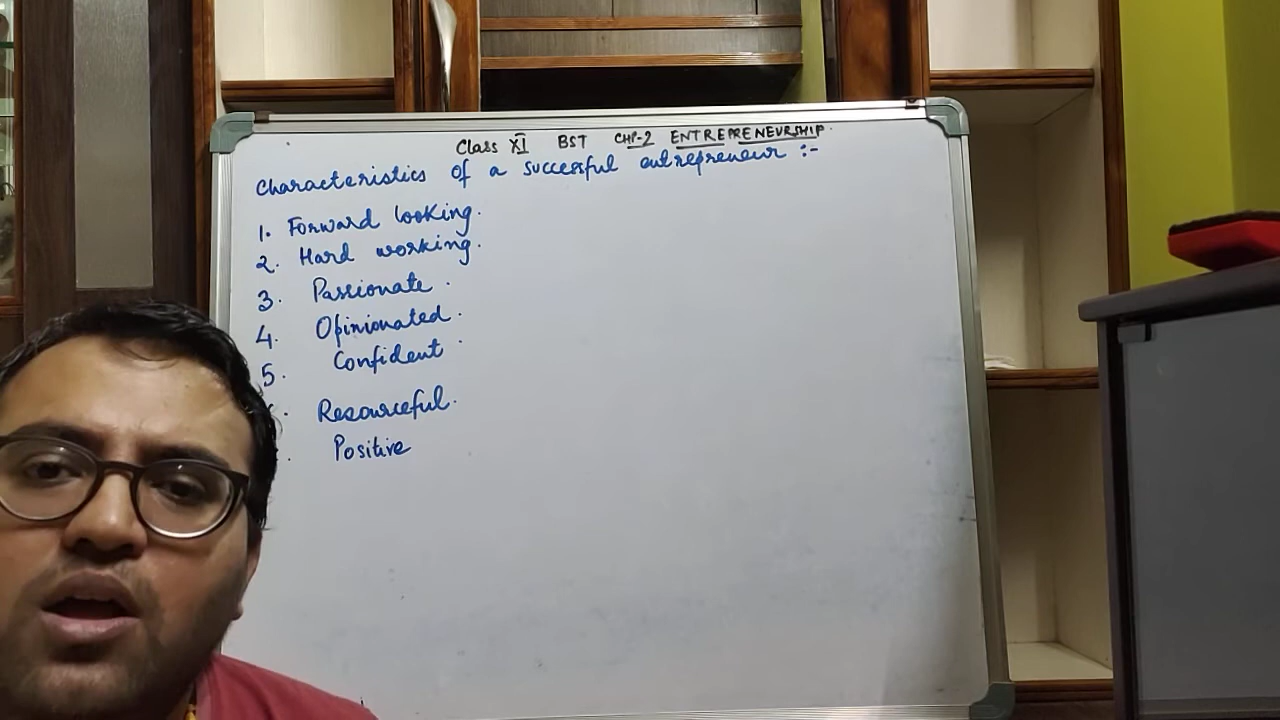 Class XI BST CHP-2 ENTREPRENEURSHIP.
Characteristics of a successful entrepreneur :-
1. Forward looking.
2. Hard working.
3. Passionate.
4. Opinionated.
5. Confident.
Resourceful.
Positive